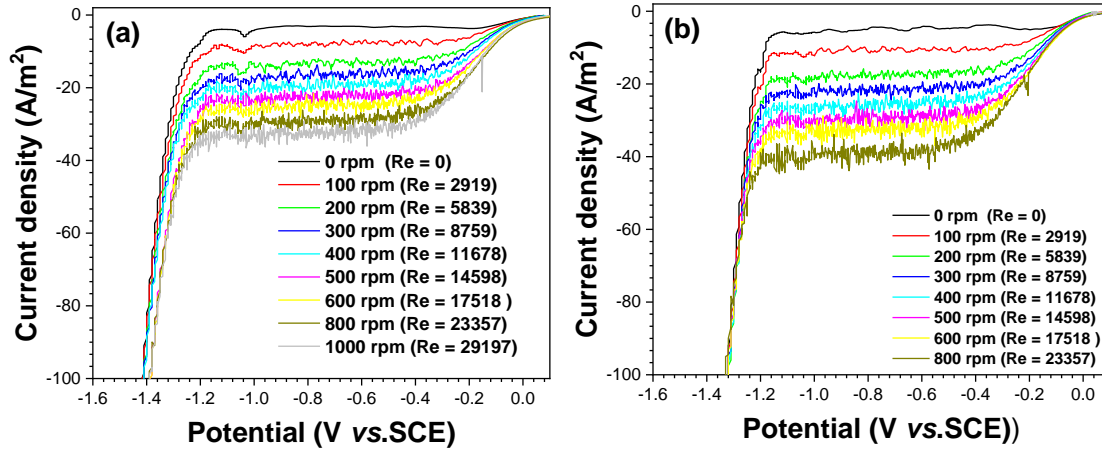 (a)
Current density (A/m²)
0
-20
-40
-60
-80
-100
0 rpm (Re = 0)
100 rpm (Re = 2919)
200 rpm (Re = 5839)
300 rpm (Re = 8759)
400 rpm (Re = 11678)
500 rpm (Re = 14598)
600 rpm (Re = 17518 )
800 rpm (Re = 23357)
1000 rpm (Re = 29197)
-1.6 -1.4 -1.2 -1.0 -0.8 -0.6 -0.4 -0.2 0.0
Potential (V vs.SCE)
(b)
Current density (A/m²)
0
-20
-40
-60
-80
-100
0 rpm (Re = 0)
100 rpm (Re = 2919)
200 rpm (Re = 5839)
300 rpm (Re = 8759)
400 rpm (Re = 11678)
500 rpm (Re = 14598)
600 rpm (Re = 17518 )
800 rpm (Re = 23357)
-1.6 -1.4 -1.2 -1.0 -0.8 -0.6 -0.4 -0.2 0.0
Potential (V vs.SCE))